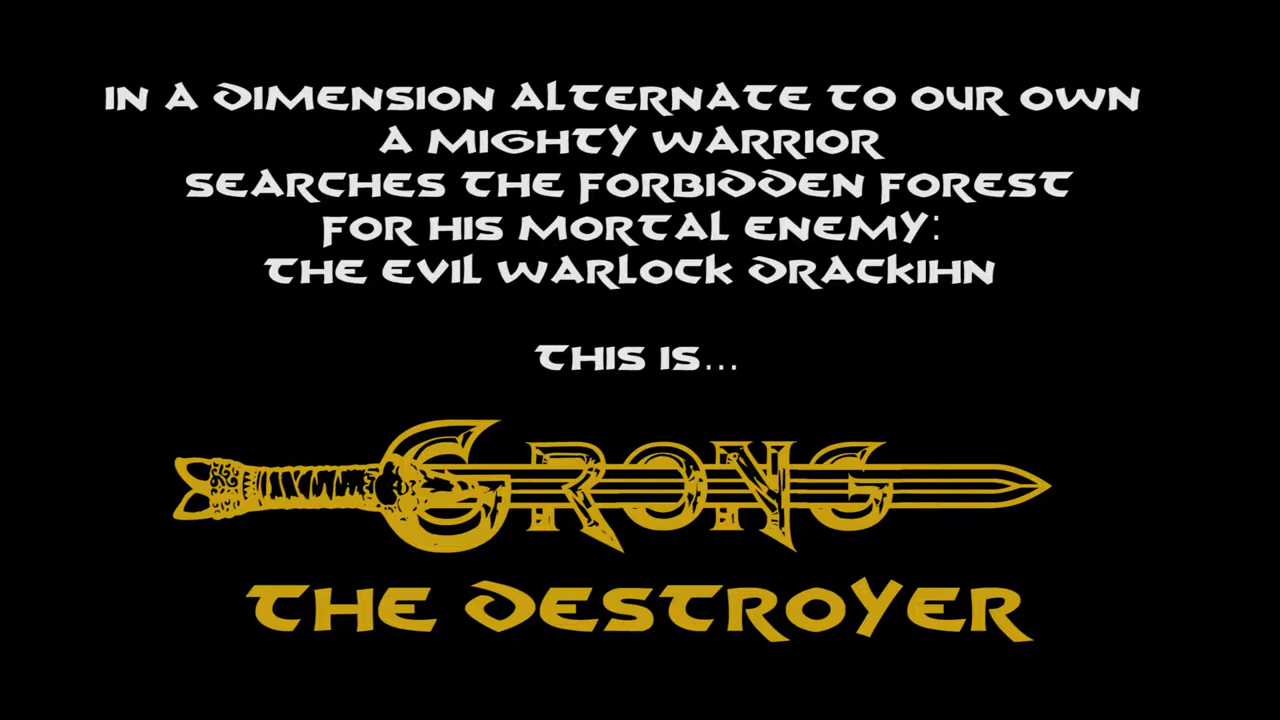 IN A DIMENSION ALTERNATE TO OUR OWN
A MIGHTY WARRIOR
SEARCHES THE FORBIDDEN FOREST
FOR HIS MORTAL ENEMY:
THE EVIL WARLOCK DRACKIHN
THIS IS...
GRONG
THE DESTROYER